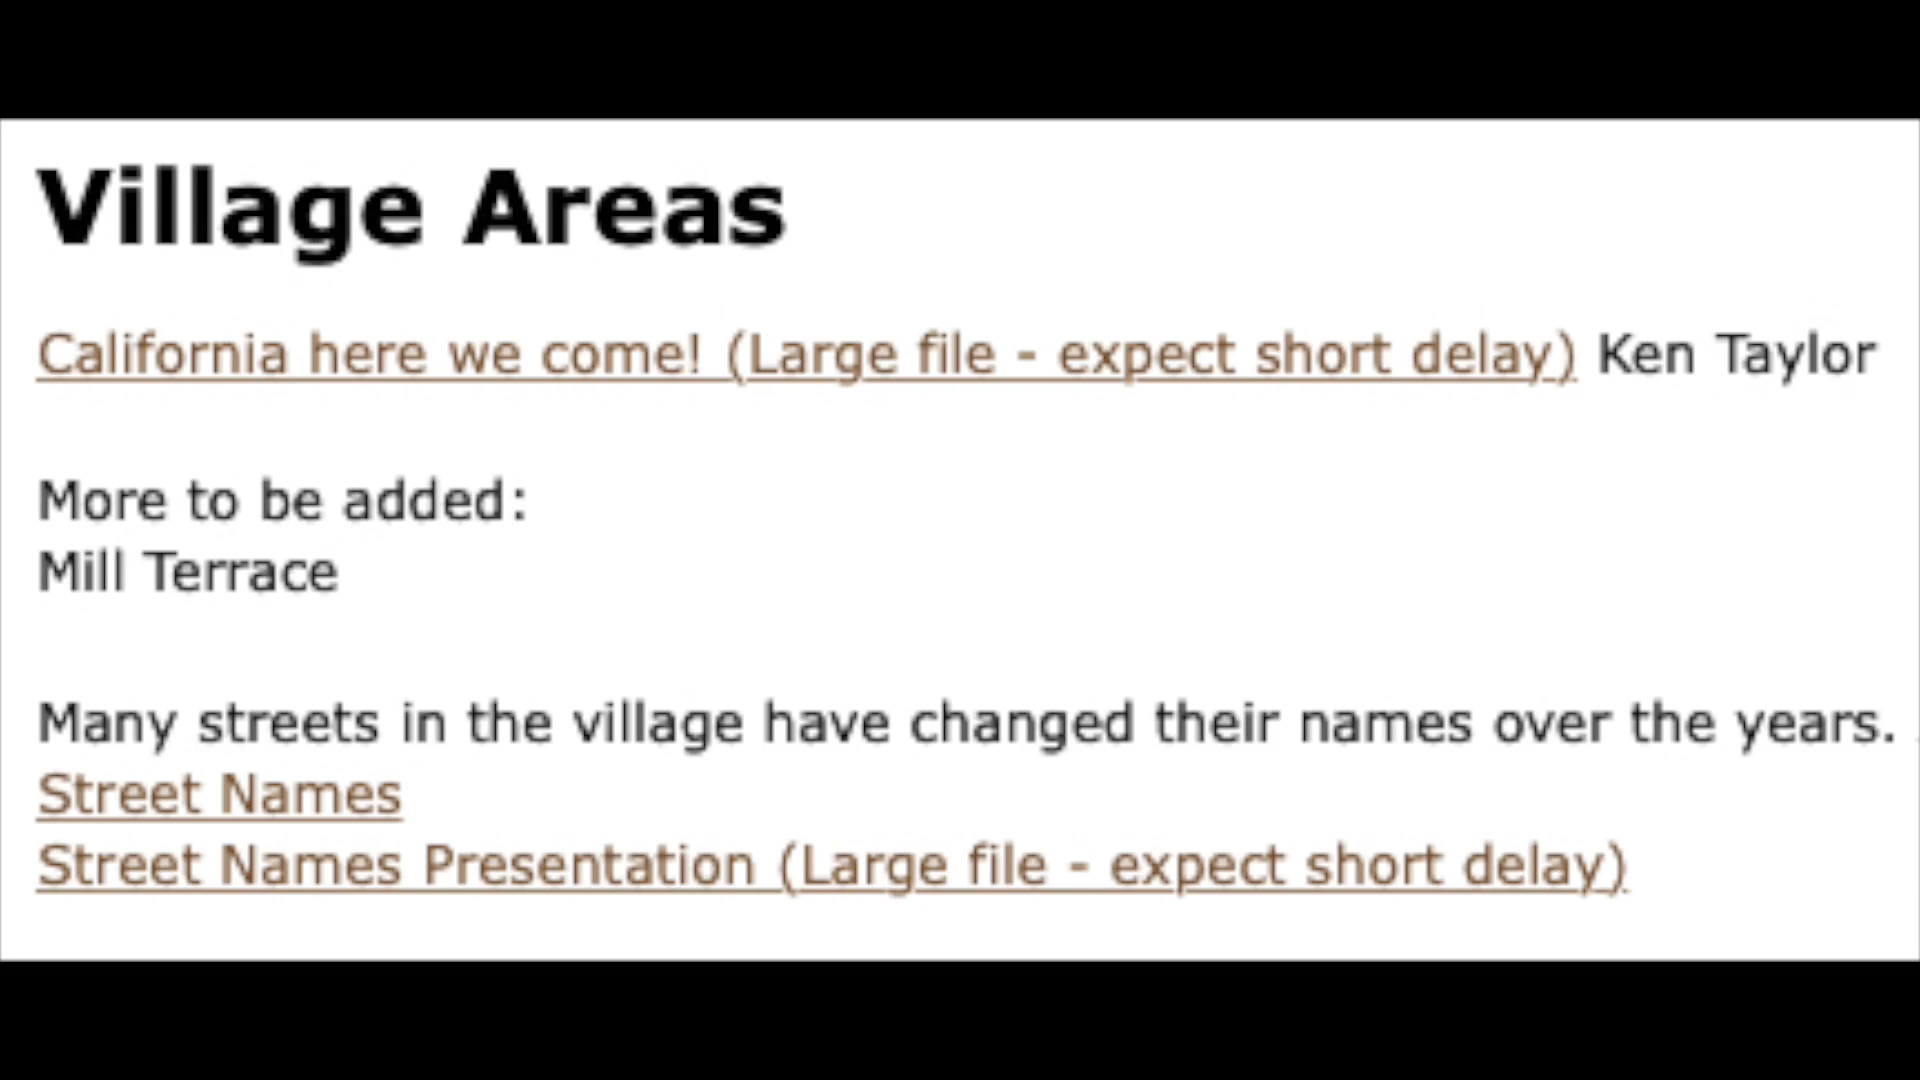 Village Areas
California here we come! (Large file - expect short delay) Ken Taylor
More to be added:
Mill Terrace
Many streets in the village have changed their names over the years.
Street Names
Street Names Presentation (Large file - expect short delay)